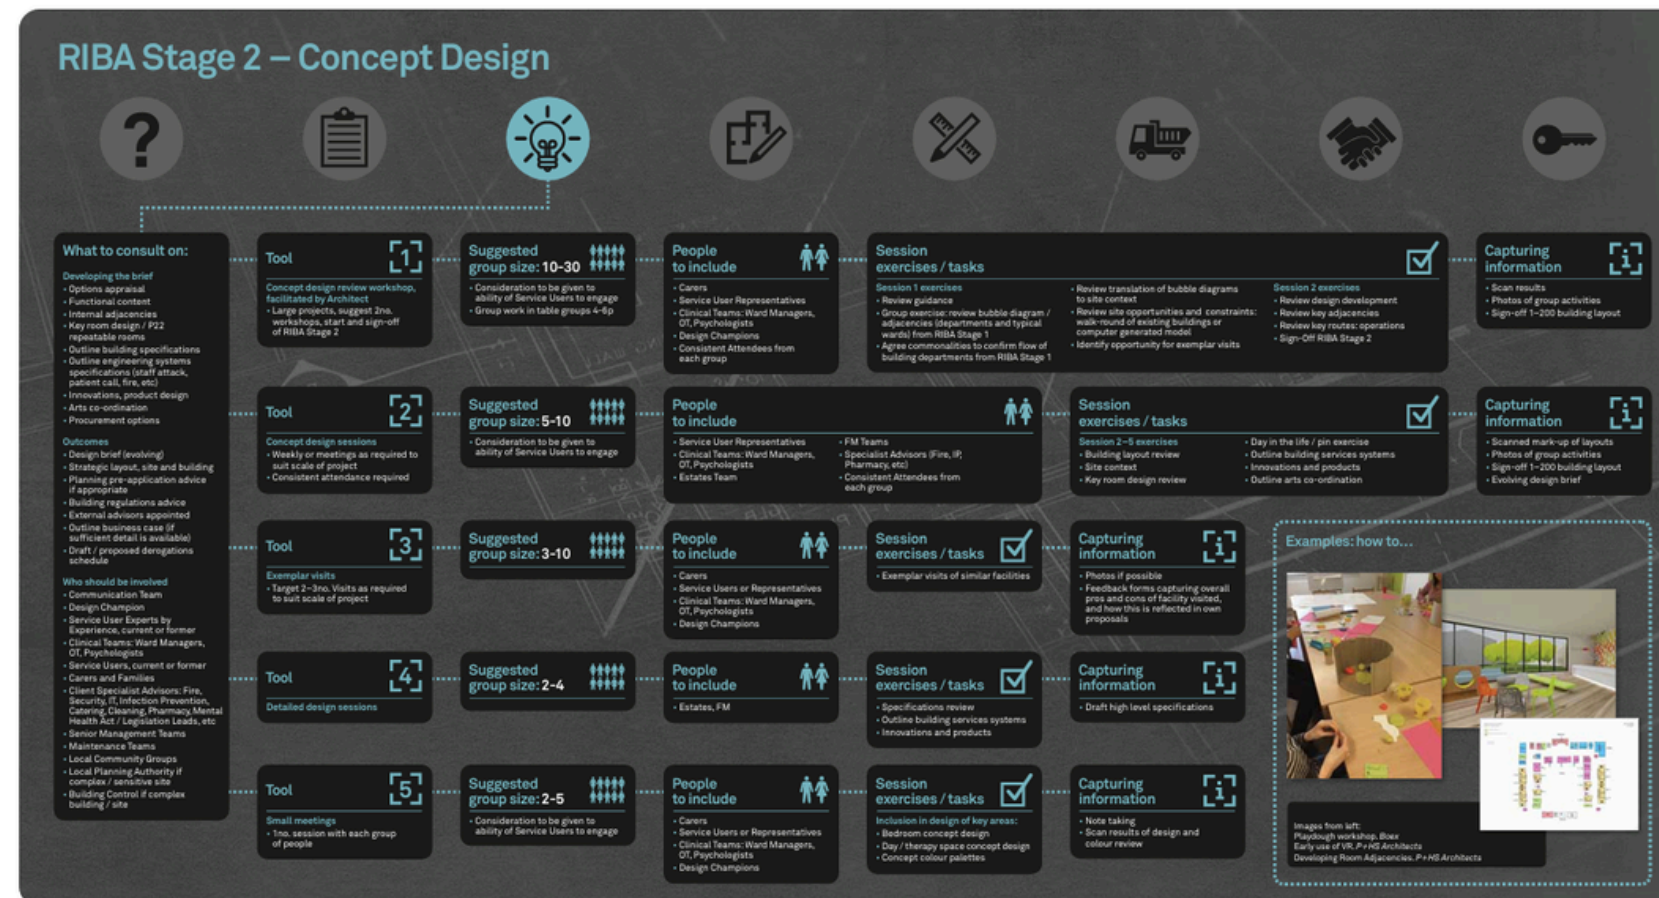 RIBA Stage 2 – Concept Design
What to consult on:
Developing the brief
• Options appraisal
• Functional content
• Internal adjacencies
• Key room design / P22
repeatable rooms
• Outline building specifications
• Outline engineering systems
specifications (staff attack,
patient call, fire, etc)
• Innovations, product design
• Arts co-ordination
• Procurement options
Outcomes
• Design brief (evolving)
• Strategic layout, site and building
• Planning pre-application advice
if appropriate
• Building regulations advice
• External advisors appointed
• Outline business case (if
sufficient detail is available)
• Draft / proposed derogations
schedule
Who should be involved
• Communication Team
• Design Champion
• Service User Experts by
Experience, current or former
• Clinical Teams: Ward Managers,
OT, Psychologists
• Service Users, current or former
• Carers and Families
• Client Specialist Advisors: Fire,
Security, IT, Infection Prevention,
Catering, Cleaning, Pharmacy, Mental
Health Act / Legislation Leads, etc
• Senior Management Teams
• Maintenance Teams
• Local Community Groups
• Local Planning Authority if
complex / sensitive site
• Building Control if complex
building / site
Tool
1
Concept design review workshop,
facilitated by Architect
• Large projects, suggest 2no.
workshops, start and sign-off
of RIBA Stage 2
Suggested
group size: 10-30
• Consideration to be given to
ability of Service Users to engage
• Group work in table groups 4-6p
People
to include
• Carers
• Service User Representatives
• Clinical Teams: Ward Managers,
OT, Psychologists
• Design Champions
• Consistent Attendees from
each group
Session
exercises / tasks
Session 1 exercises
• Review guidance
• Group exercise: review bubble diagram /
adjacencies (departments and typical
wards) from RIBA Stage 1
• Agree commonalities to confirm flow of
building departments from RIBA Stage 1
• Review translation of bubble diagrams
to site context
• Review site opportunities and constraints:
walk-round of existing buildings or
computer generated model
• Identify opportunity for exemplar visits
Session 2 exercises
• Review design development
• Review key adjacencies
• Review key routes: operations
• Sign-Off RIBA Stage 2
Capturing
information
• Scan results
• Photos of group activities
• Sign-off 1–200 building layout
Tool
2
Concept design sessions
• Weekly or meetings as required to
suit scale of project
• Consistent attendance required
Suggested
group size: 5-10
• Consideration to be given to
ability of Service Users to engage
People
to include
• Service User Representatives
• Clinical Teams: Ward Managers,
OT, Psychologists
• Estates Team
• FM Teams
• Specialist Advisors (Fire, IP,
Pharmacy, etc)
• Consistent Attendees from
each group
Session
exercises / tasks
Session 2–5 exercises
• Building layout review
• Site context
• Key room design review
• Day in the life / pin exercise
• Outline building services systems
• Innovations and products
• Outline arts co-ordination
Capturing
information
• Scanned mark-up of layouts
• Photos of group activities
• Sign-off 1–200 building layout
• Evolving design brief
Tool
3
Exemplar visits
• Target 2–3no. Visits as required
to suit scale of project
Suggested
group size: 3-10
People
to include
• Carers
• Service Users or Representatives
• Clinical Teams: Ward Managers,
OT, Psychologists
• Design Champions
Session
exercises / tasks
• Exemplar visits of similar facilities
Capturing
information
• Photos if possible
• Feedback forms capturing overall
pros and cons of facility visited,
and how this is reflected in own
proposals
Tool
4
Detailed design sessions
Suggested
group size: 2-4
People
to include
• Estates, FM
Session
exercises / tasks
• Specifications review
• Outline building services systems
• Innovations and products
Capturing
information
• Draft high level specifications
Tool
5
Small meetings
• 1no. session with each group
of people
Suggested
group size: 2-5
• Consideration to be given to
ability of Service Users to engage
People
to include
• Carers
• Service Users or Representatives
• Clinical Teams: Ward Managers,
OT, Psychologists
• Design Champions
Session
exercises / tasks
Inclusion in design of key areas:
• Bedroom concept design
• Day / therapy space concept design
• Concept colour palettes
Capturing
information
• Note taking
• Scan results of design and
colour review
Examples: how to...
Images from left:
Playdough workshop. Boex
Early use of VR. P+HS Architects
Developing Room Adjacencies. P+HS Architects